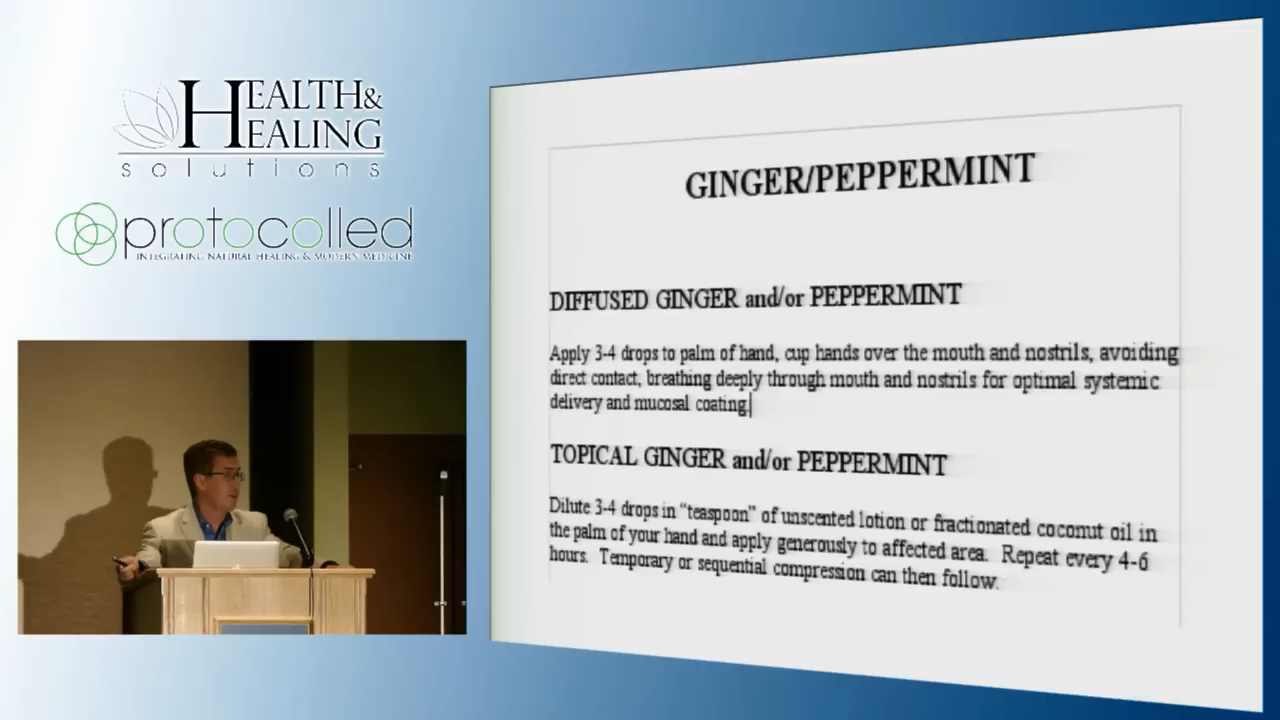 HEALTH&
HEALING
solutions
protocolled
INTEGRATING NATURAL HEALING & MODERN MEDICINE
GINGER/PEPPERMINT
DIFFUSED GINGER and/or PEPPERMINT
Apply 3-4 drops to palm of hand, cup hands over the mouth and nostrils, avoiding
direct contact, breathing deeply through mouth and nostrils for optimal systemic
delivery and mucosal coating.
TOPICAL GINGER and/or PEPPERMINT
Dilute 3-4 drops in “teaspoon” of unscented lotion or fractionated coconut oil in
the palm of your hand and apply generously to affected area. Repeat every 4-6
hours. Temporary or sequential compression can then follow.